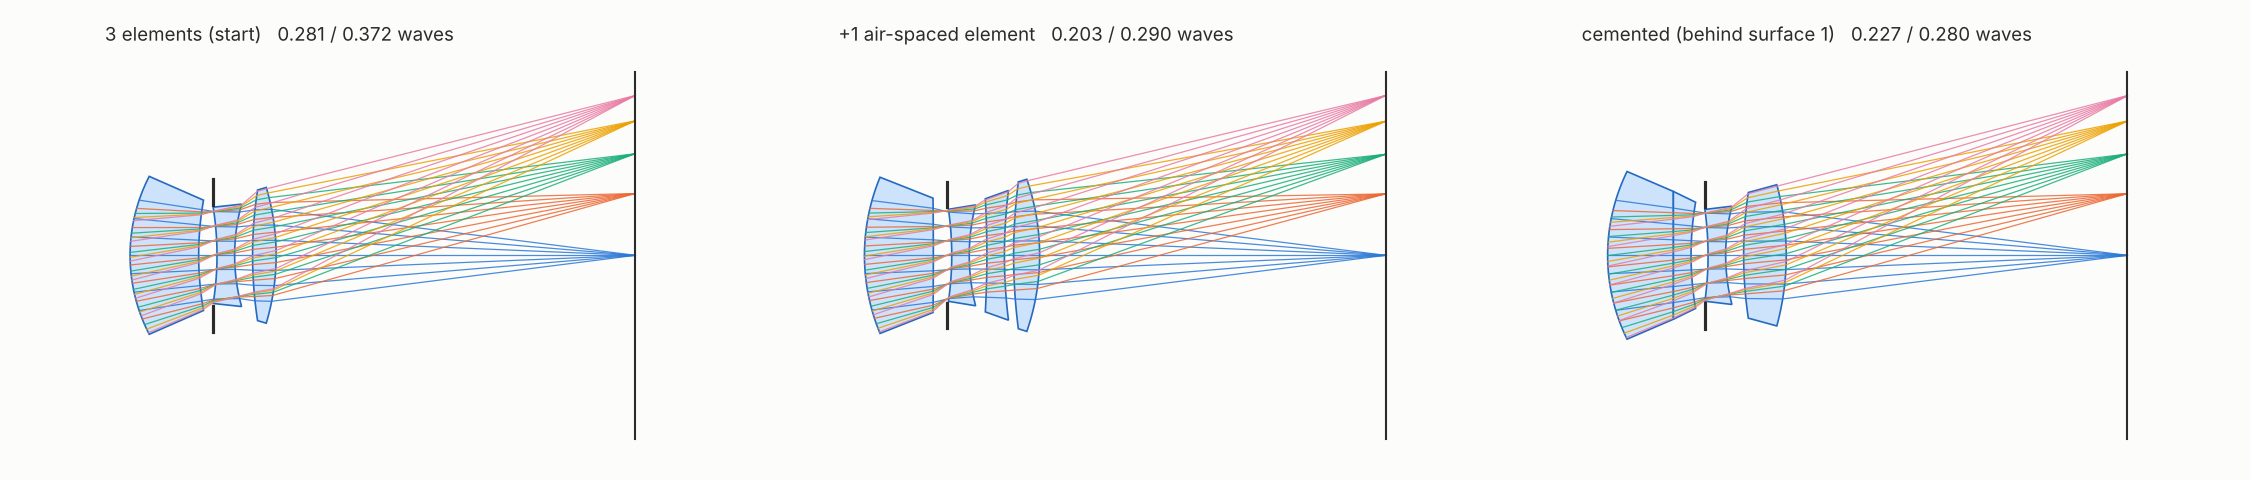 3 elements (start)   0.281 / 0.372 waves
+1 air-spaced element   0.203 / 0.290 waves
cemented (behind surface 1)   0.227 / 0.280 waves